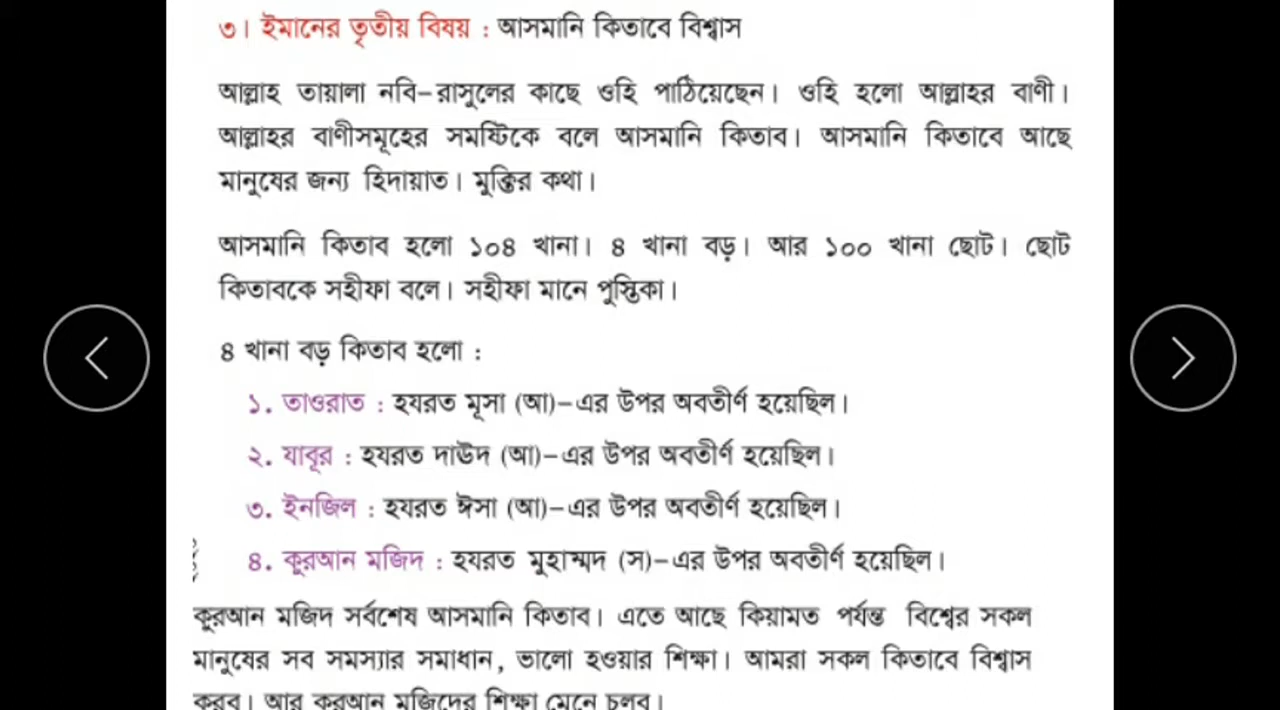 ৩। ইমানের তৃতীয় বিষয় : আসমানি কিতাবে বিশ্বাস
আল্লাহ তায়ালা নবি-রাসুলের কাছে ওহি পাঠিয়েছেন। ওহি হলো আল্লাহর বাণী।
আল্লাহর বাণীসমূহের সমষ্টিকে বলে আসমানি কিতাব। আসমানি কিতাবে আছে
মানুষের জন্য হিদায়াত। মুক্তির কথা।
আসমানি কিতাব হলো ১০৪ খানা। ৪ খানা বড়। আর ১০০ খানা ছোট। ছোট
কিতাবকে সহীফা বলে। সহীফা মানে পুস্তিকা।
৪ খানা বড় কিতাব হলো :
১. তাওরাত : হযরত মূসা (আ)-এর উপর অবতীর্ণ হয়েছিল।
২. যাবূর : হযরত দাউদ (আ)-এর উপর অবতীর্ণ হয়েছিল।
৩. ইনজিল : হযরত ঈসা (আ)-এর উপর অবতীর্ণ হয়েছিল।
৪. কুরআন মজিদ : হযরত মুহাম্মদ (স)-এর উপর অবতীর্ণ হয়েছিল।
কুরআন মজিদ সর্বশেষ আসমানি কিতাব। এতে আছে কিয়ামত পর্যন্ত বিশ্বের সকল
মানুষের সব সমস্যার সমাধান, ভালো হওয়ার শিক্ষা। আমরা সকল কিতাবে বিশ্বাস
করব। আর কুরআন মজিদের শিক্ষা মেনে চলব।